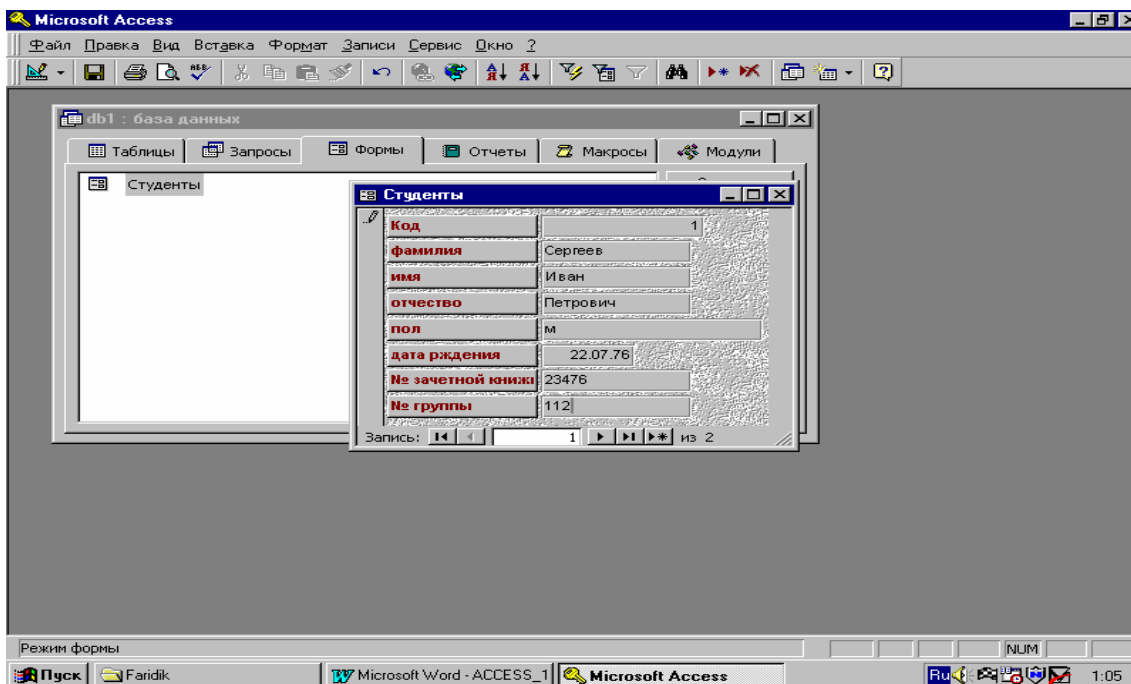 Microsoft Access
Файл Правка Вид Вставка Формат Записи Сервис Окно ?
db1 : база данных
Таблицы Запросы Формы Отчеты Макросы Модули
Студенты
Студенты
Код 1
фамилия Сергеев
имя Иван
отчество Петрович
пол м
дата рждения 22.07.76
№ зачетной книжк 23476
№ группы 112
Запись: 1 из 2
Режим формы NUM
Пуск Faridik Microsoft Word - ACCESS_1 Microsoft Access Ru 1:05